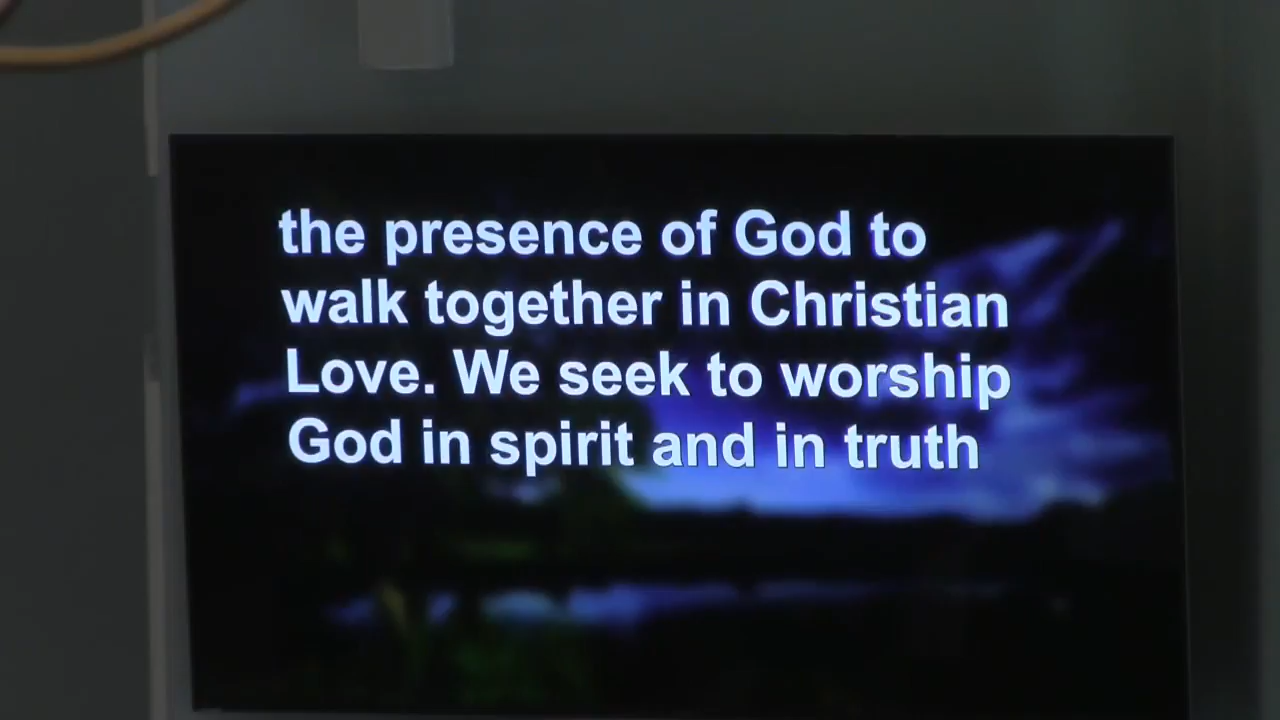 the presence of God to
walk together in Christian
Love. We seek to worship
God in spirit and in truth